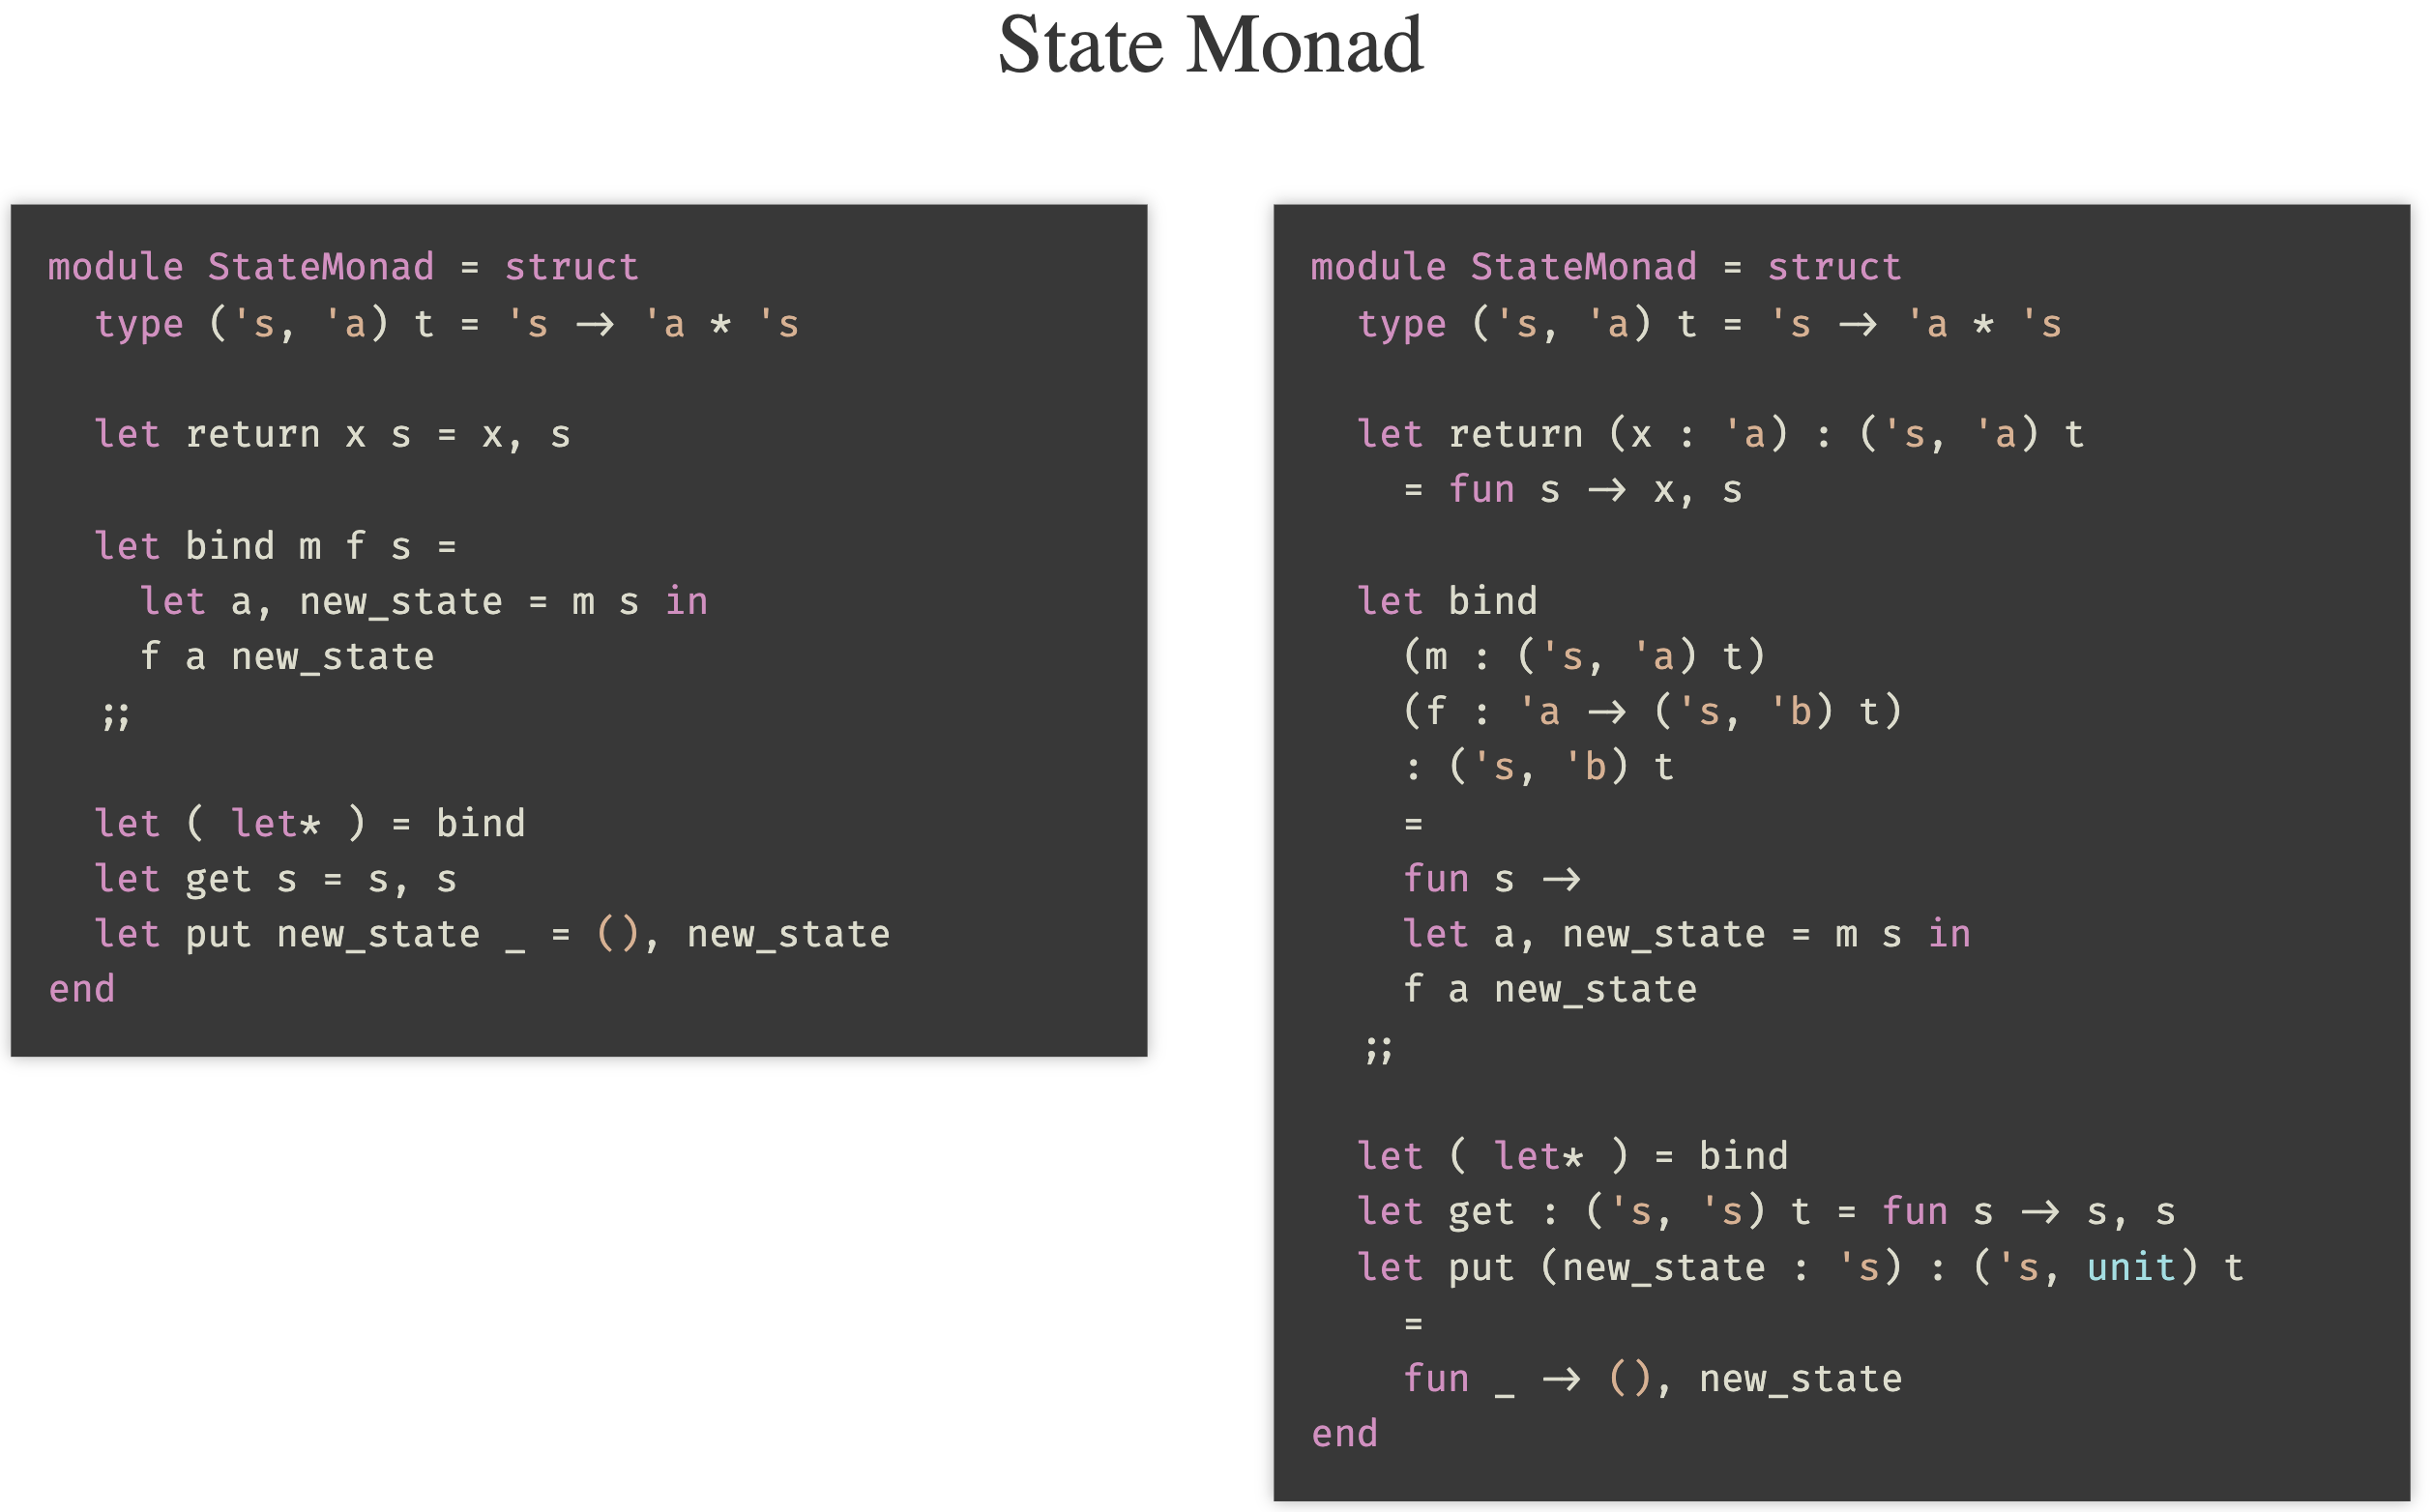 State Monad
module StateMonad = struct
  type ('s, 'a) t = 's -> 'a * 's

  let return x s = x, s

  let bind m f s =
    let a, new_state = m s in
    f a new_state
  ;;

  let ( let* ) = bind
  let get s = s, s
  let put new_state _ = (), new_state
end
module StateMonad = struct
  type ('s, 'a) t = 's -> 'a * 's

  let return (x : 'a) : ('s, 'a) t
    = fun s -> x, s

  let bind
    (m : ('s, 'a) t)
    (f : 'a -> ('s, 'b) t)
    : ('s, 'b) t
    =
    fun s ->
    let a, new_state = m s in
    f a new_state
  ;;

  let ( let* ) = bind
  let get : ('s, 's) t = fun s -> s, s
  let put (new_state : 's) : ('s, unit) t
    =
    fun _ -> (), new_state
end